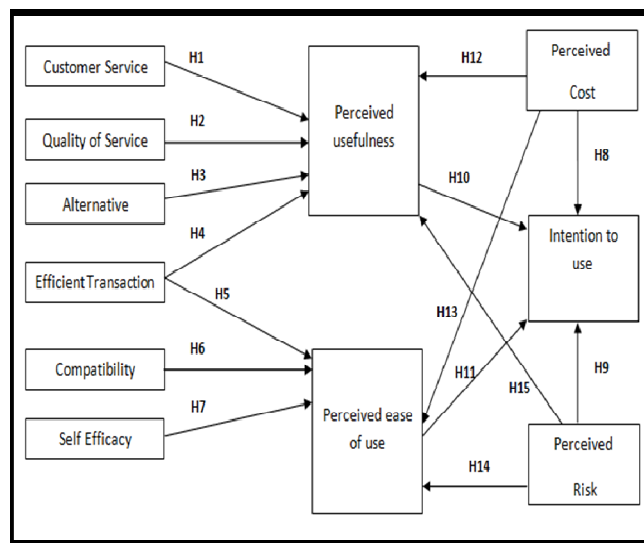 Customer Service
H1
Quality of Service
H2
Alternative
H3
Efficient Transaction
H4
H5
Compatibility
H6
Self Efficacy
H7
Perceived
usefulness
Perceived ease
of use
H12
Perceived
Cost
H8
H10
Intention to
use
H13
H11
H15
H9
H14
Perceived
Risk